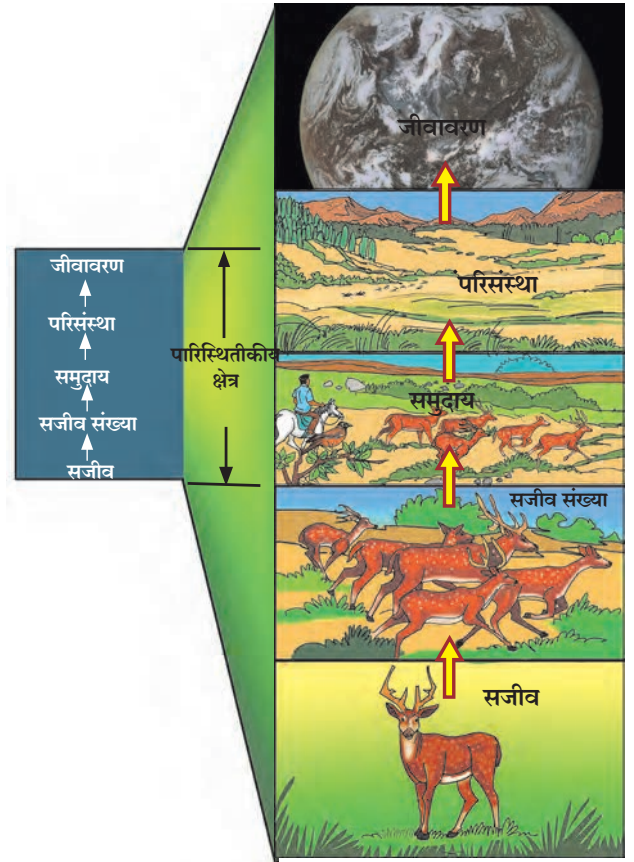 जीवावरण
परिसंस्था
समुदाय
सजीव संख्या
सजीव
पारिस्थितीकीय
क्षेत्र
जीवावरण
परिसंस्था
समुदाय
सजीव संख्या
सजीव